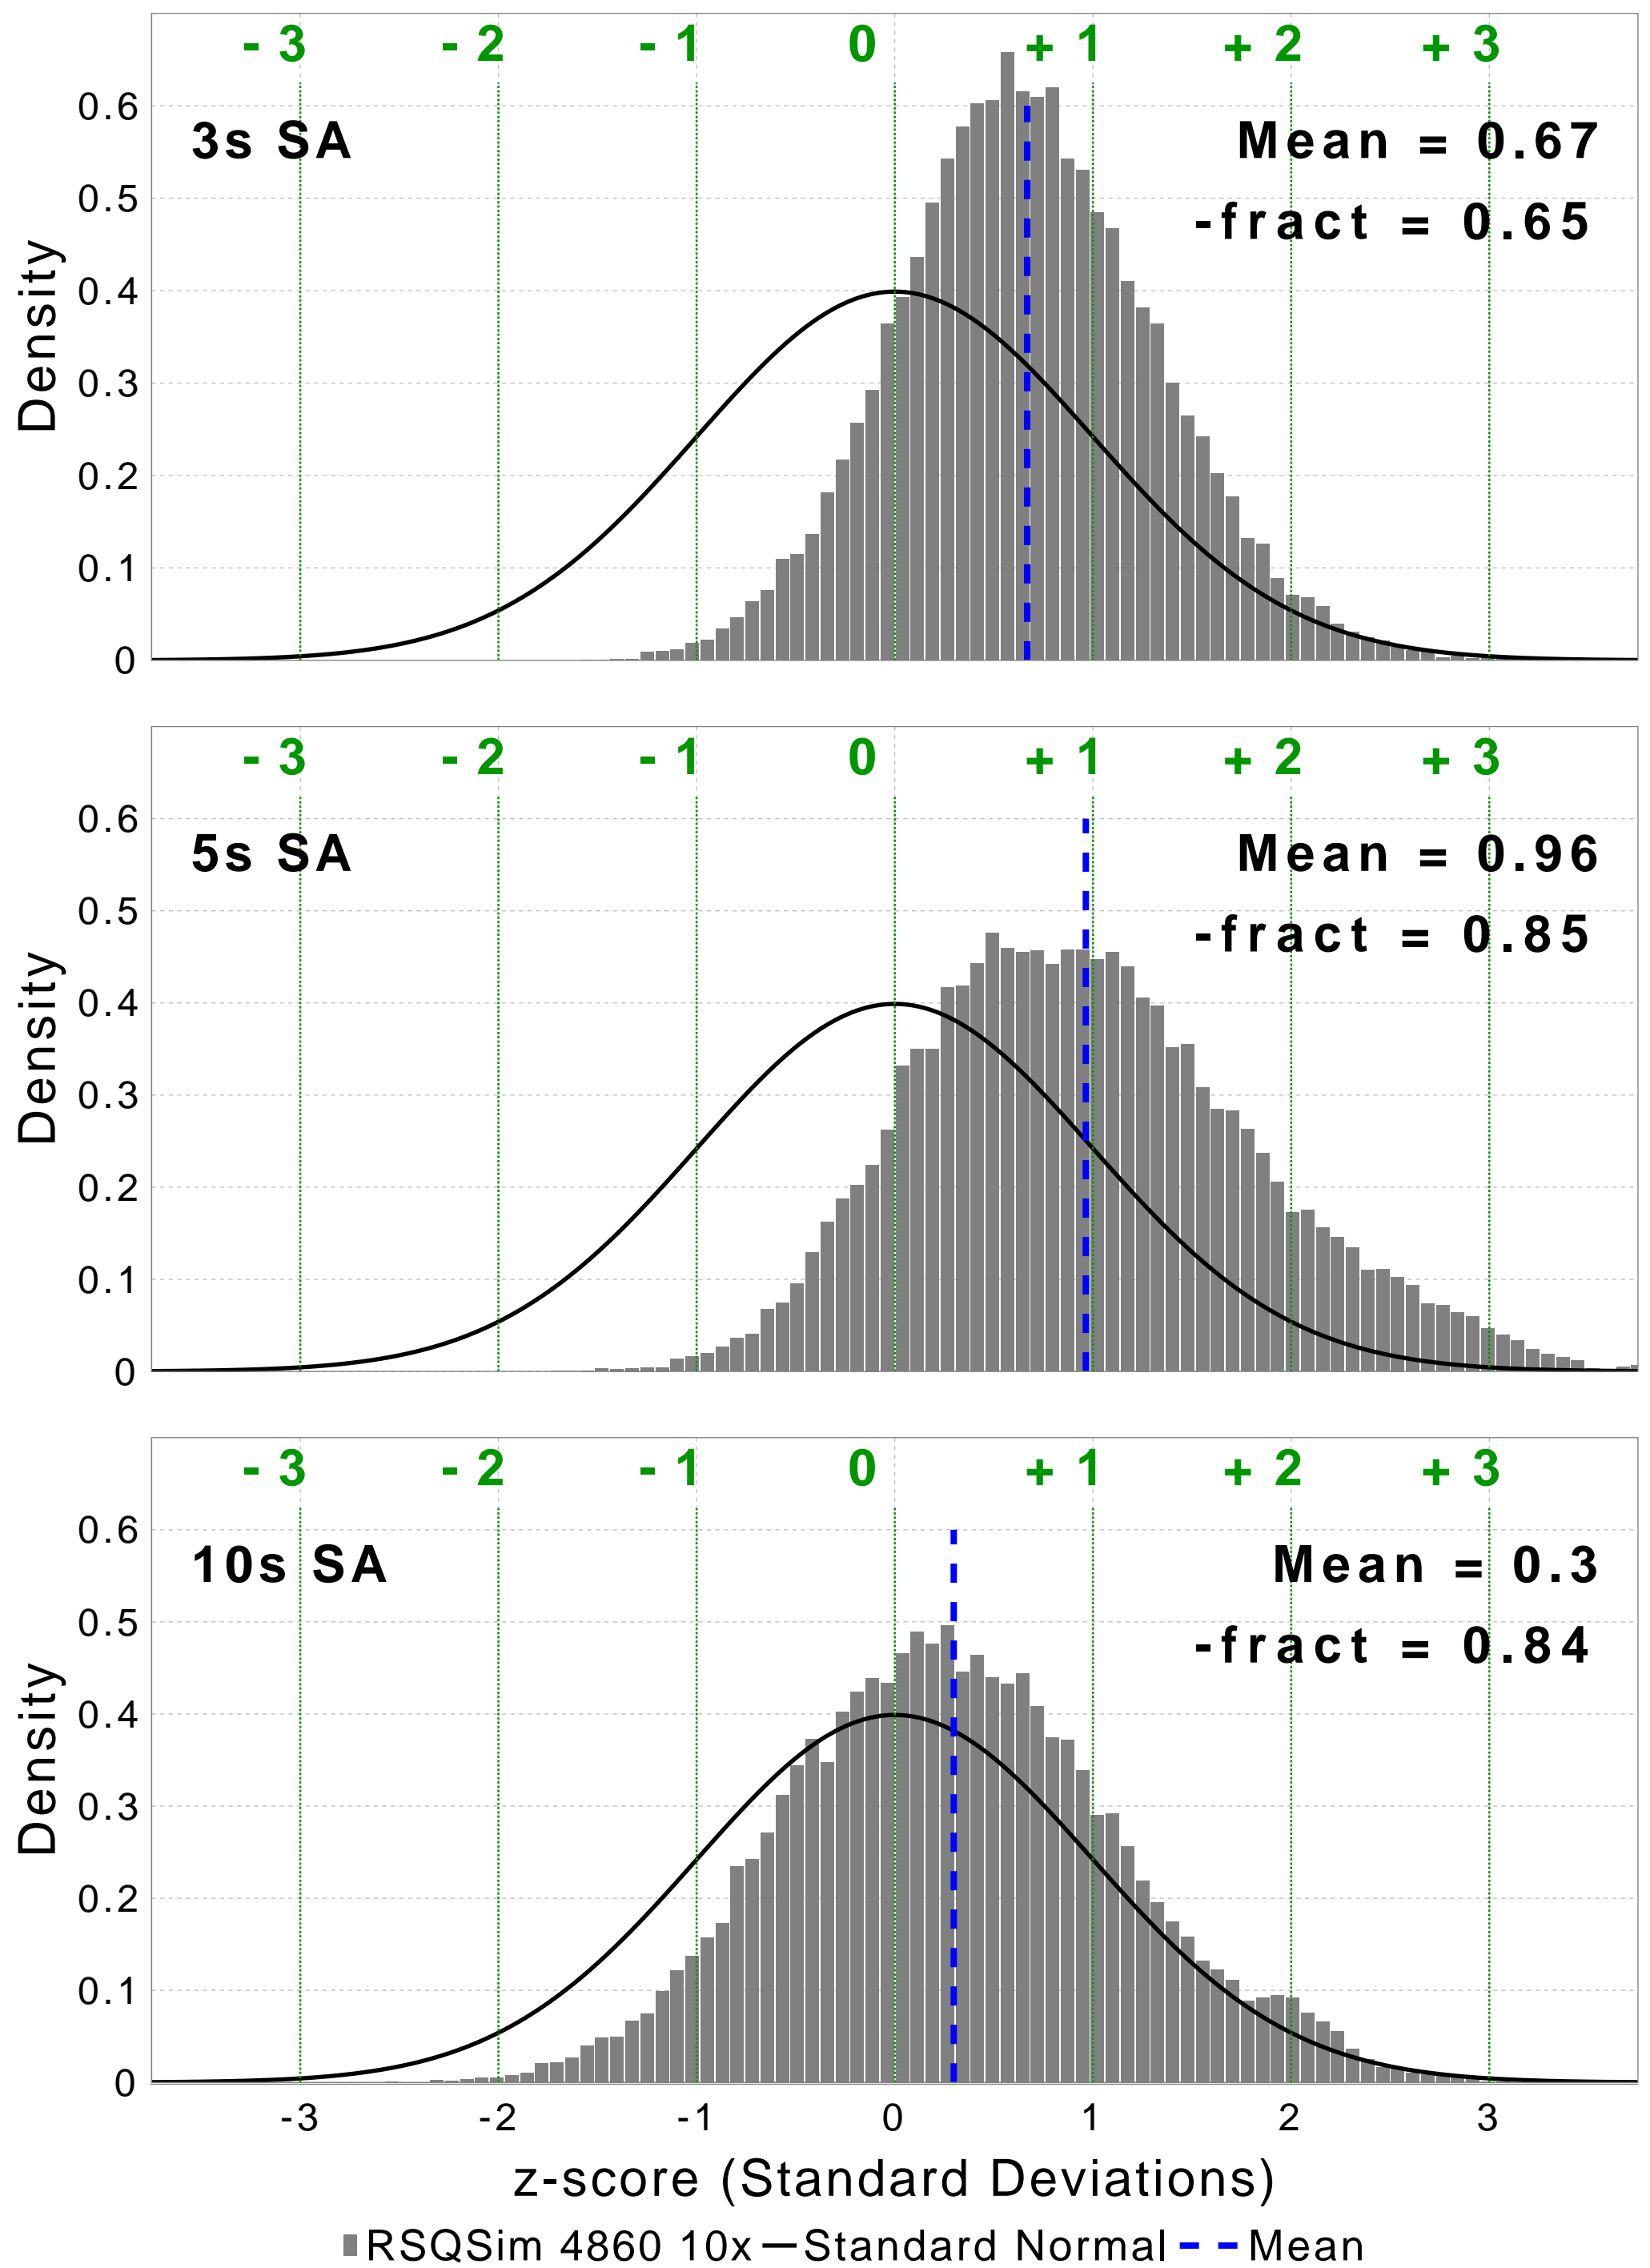 - 3 - 2 - 1 0 + 1 + 2 + 3
0.6
3s SA
Mean = 0.67
0.5
-fract = 0.65
0.4
0.3
0.2
0.1
0
Density
- 3 - 2 - 1 0 + 1 + 2 + 3
0.6
5s SA
Mean = 0.96
0.5
-fract = 0.85
0.4
0.3
0.2
0.1
0
Density
- 3 - 2 - 1 0 + 1 + 2 + 3
0.6
10s SA
Mean = 0.3
0.5
-fract = 0.84
0.4
0.3
0.2
0.1
0
Density
-3 -2 -1 0 1 2 3
z-score (Standard Deviations)
RSQSim 4860 10x Standard Normal Mean